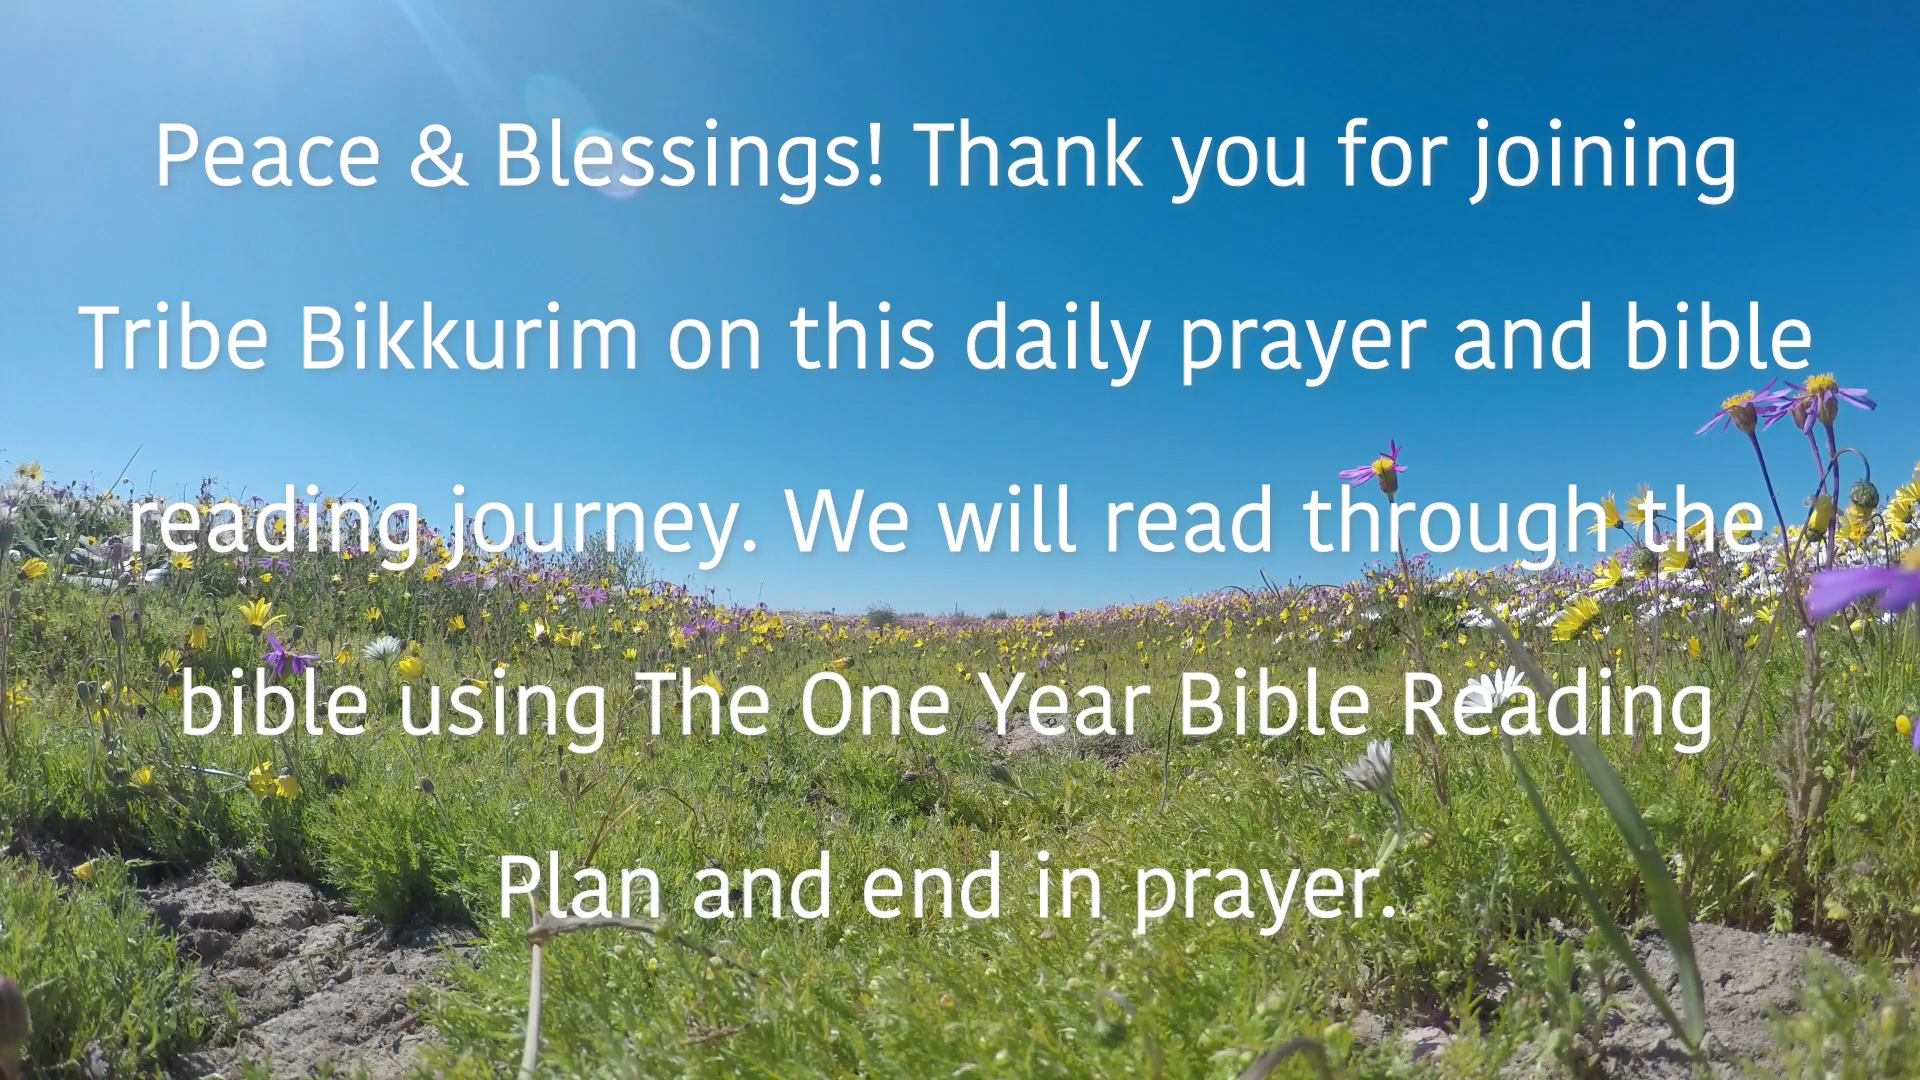 Peace & Blessings! Thank you for joining
Tribe Bikkurim on this daily prayer and bible
reading journey. We will read through the
bible using The One Year Bible Reading
Plan and end in prayer.